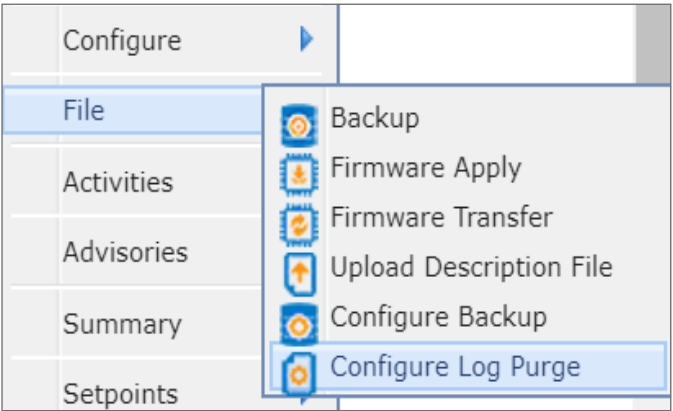 Configure
File
Activities
Advisories
Summary
Setpoints
Backup
Firmware Apply
Firmware Transfer
Upload Description File
Configure Backup
Configure Log Purge